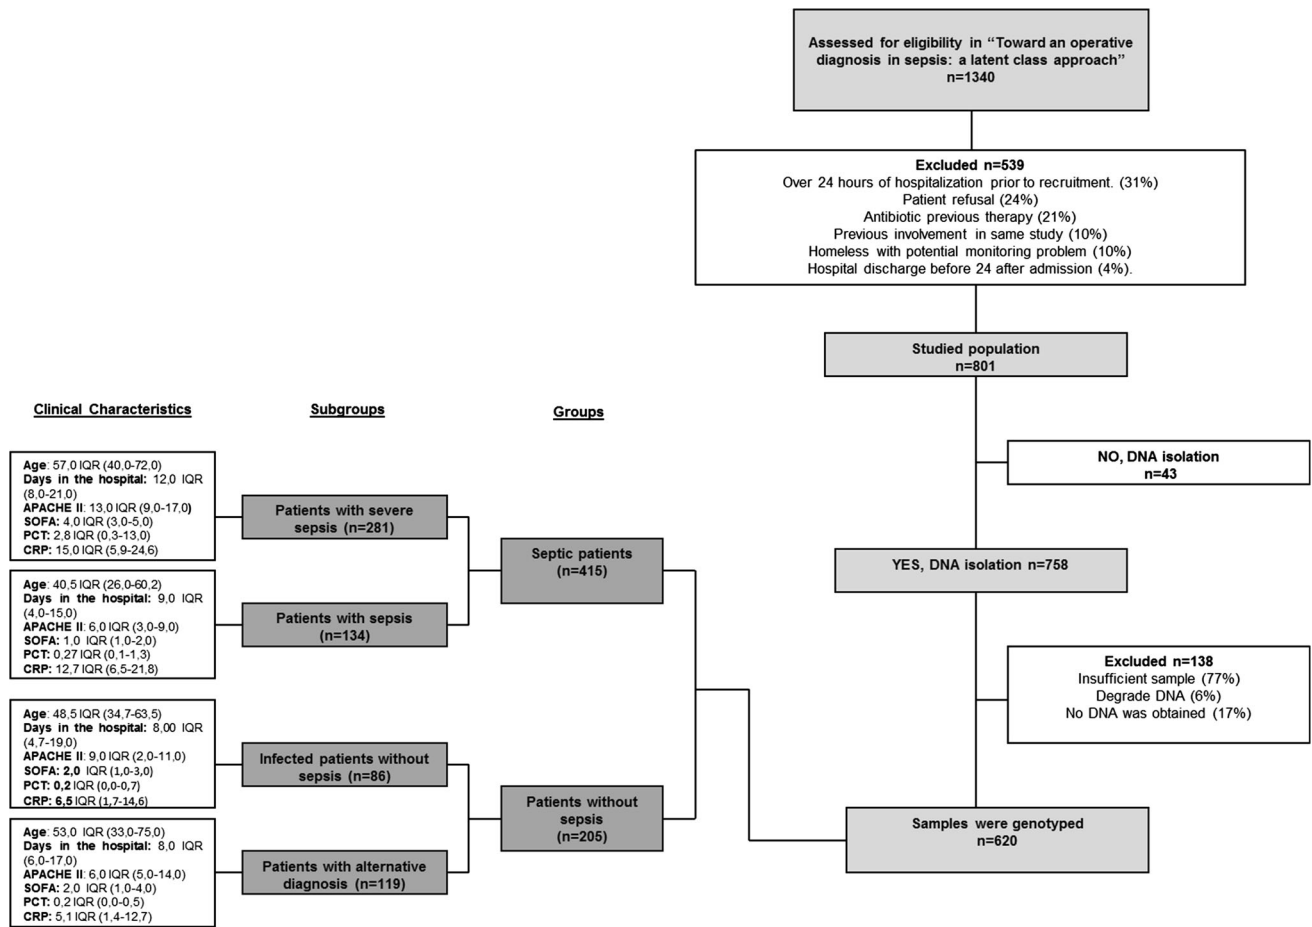 Assessed for eligibility in “Toward an operative
diagnosis in sepsis: a latent class approach”
n=1340
Excluded n=539
Over 24 hours of hospitalization prior to recruitment. (31%)
Patient refusal (24%)
Antibiotic previous therapy (21%)
Previous involvement in same study (10%)
Homeless with potential monitoring problem (10%)
Hospital discharge before 24 after admission (4%).
Studied population
n=801
NO, DNA isolation
n=43
YES, DNA isolation n=758
Excluded n=138
Insufficient sample (77%)
Degrade DNA (6%)
No DNA was obtained (17%)
Samples were genotyped
n=620
Clinical Characteristics
Subgroups
Groups
Age: 57,0 IQR (40,0-72,0)
Days in the hospital: 12,0 IQR
(8,0-21,0)
APACHE II: 13,0 IQR (9,0-17,0)
SOFA: 4,0 IQR (3,0-5,0)
PCT: 2,8 IQR (0,3-13,0)
CRP: 15,0 IQR (5,9-24,6)
Patients with severe
sepsis (n=281)
Septic patients
(n=415)
Age: 40,5 IQR (26,0-60,2)
Days in the hospital: 9,0 IQR
(4,0-15,0)
APACHE II: 6,0 IQR (3,0-9,0)
SOFA: 1,0 IQR (1,0-2,0)
PCT: 0,27 IQR (0,1-1,3)
CRP: 12,7 IQR (6,5-21,8)
Patients with sepsis
(n=134)
Age: 48,5 IQR (34,7-63,5)
Days in the hospital: 8,00 IQR
(4,7-19,0)
APACHE II: 9,0 IQR (2,0-11,0)
SOFA: 2,0 IQR (1,0-3,0)
PCT: 0,2 IQR (0,0-0,7)
CRP: 6,5 IQR (1,7-14,6)
Infected patients without
sepsis (n=86)
Patients without
sepsis
(n=205)
Age: 53,0 IQR (33,0-75,0)
Days in the hospital: 8,0 IQR
(6,0-17,0)
APACHE II: 6,0 IQR (5,0-14,0)
SOFA: 2,0 IQR (1,0-4,0)
PCT: 0,2 IQR (0,0-0,5)
CRP: 5,1 IQR (1,4-12,7)
Patients with alternative
diagnosis (n=119)